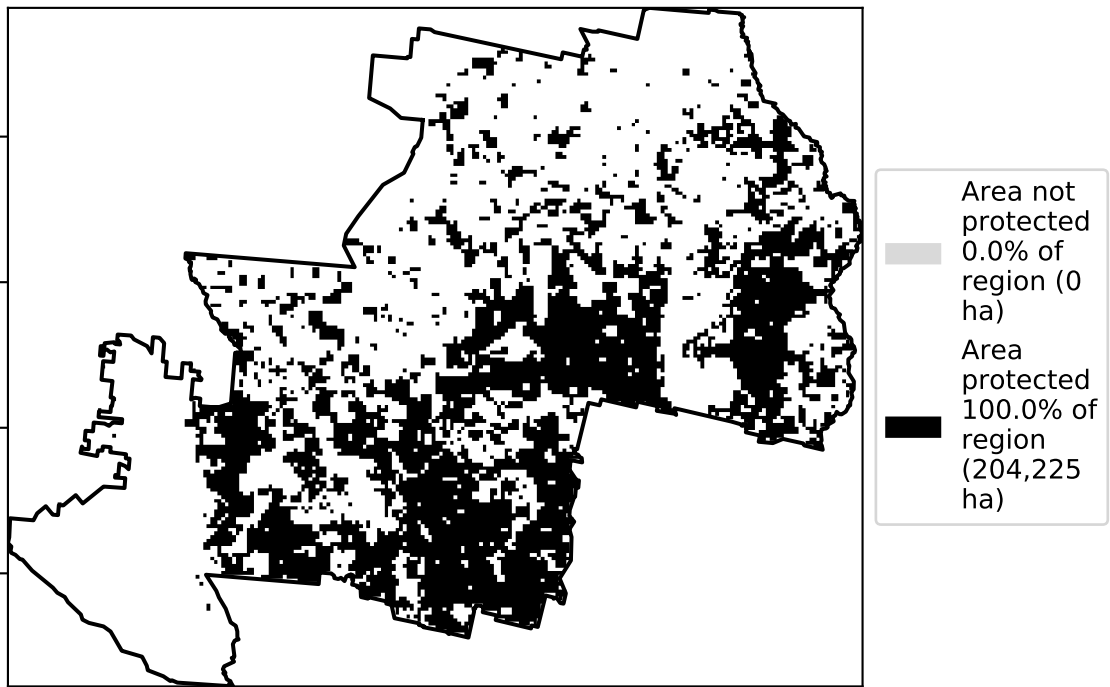 Area not
protected
0.0% of
region (0
ha)
Area
protected
100.0% of
region
(204,225
ha)